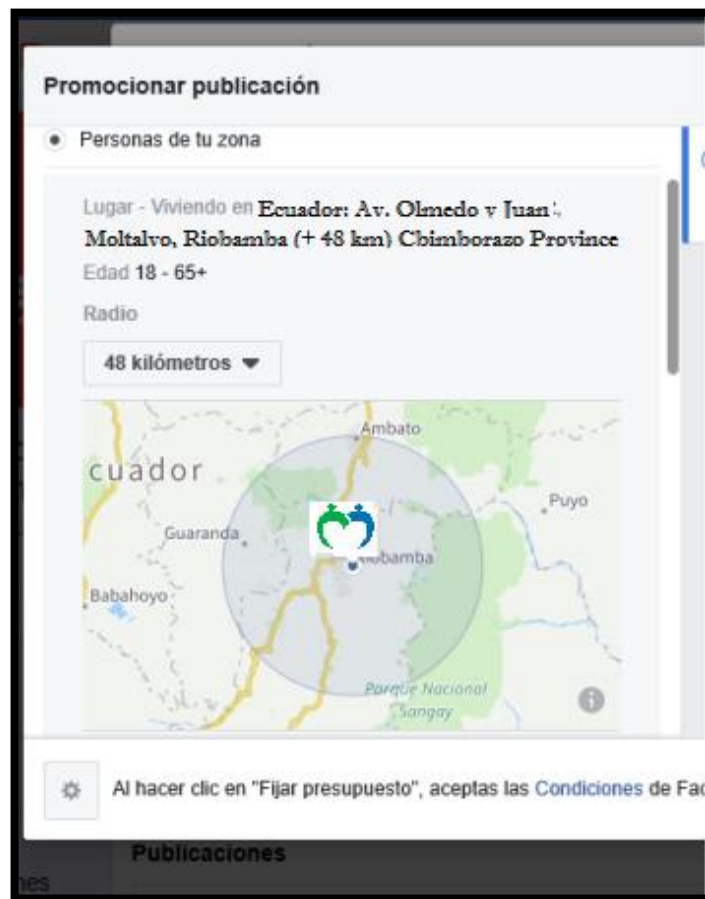 Promocionar publicación
Personas de tu zona
Lugar - Viviendo en Ecuador: Av. Olmedo y Juan
Moltalvo, Riobamba (+ 48 km) Chimborazo Province
Edad 18 - 65+
Radio
48 kilómetros
Ambato
cuador
Puyo
Guaranda
iobamba
Babahoyo
Parque Nacional
Sangay
Al hacer clic en "Fijar presupuesto", aceptas las Condiciones de Fac
Publicaciones
nes